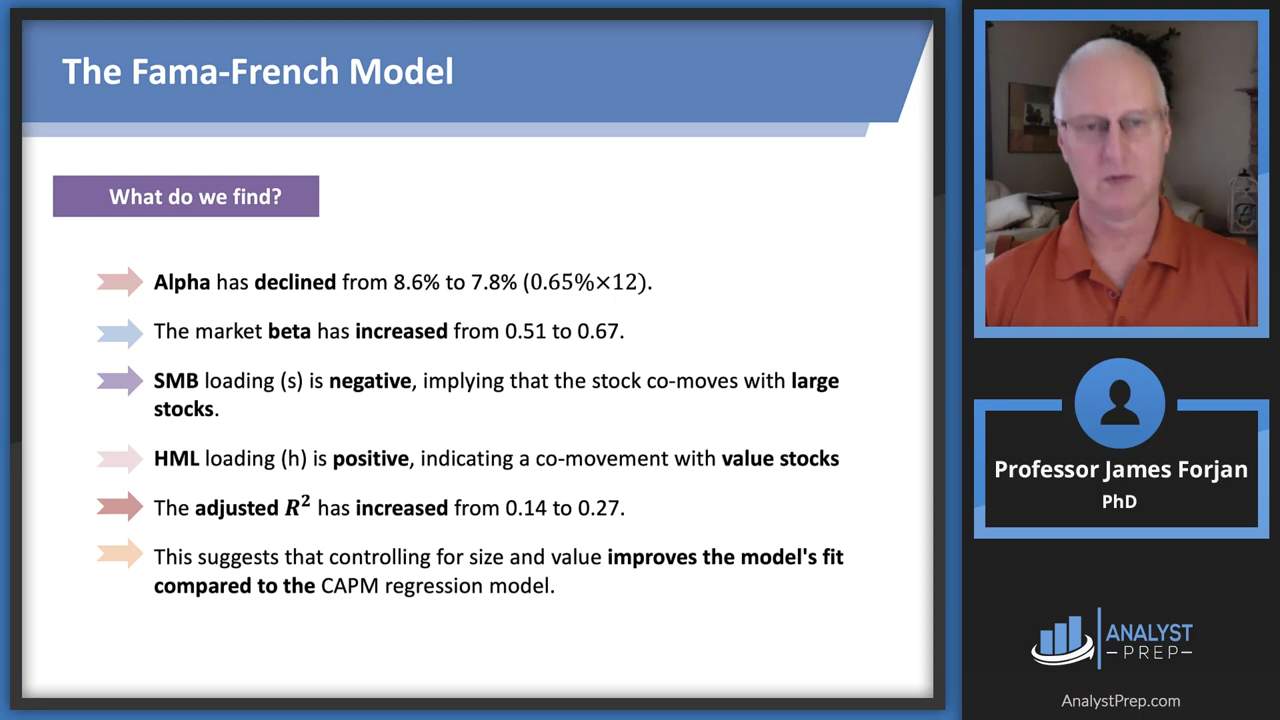 The Fama-French Model
What do we find?
Alpha has declined from 8.6% to 7.8% (0.65%×12).
The market beta has increased from 0.51 to 0.67.
SMB loading (s) is negative, implying that the stock co-moves with large
stocks.
HML loading (h) is positive, indicating a co-movement with value stocks
The adjusted R² has increased from 0.14 to 0.27.
This suggests that controlling for size and value improves the model's fit
compared to the CAPM regression model.
Professor James Forjan
PhD
ANALYST
–PREP–
AnalystPrep.com